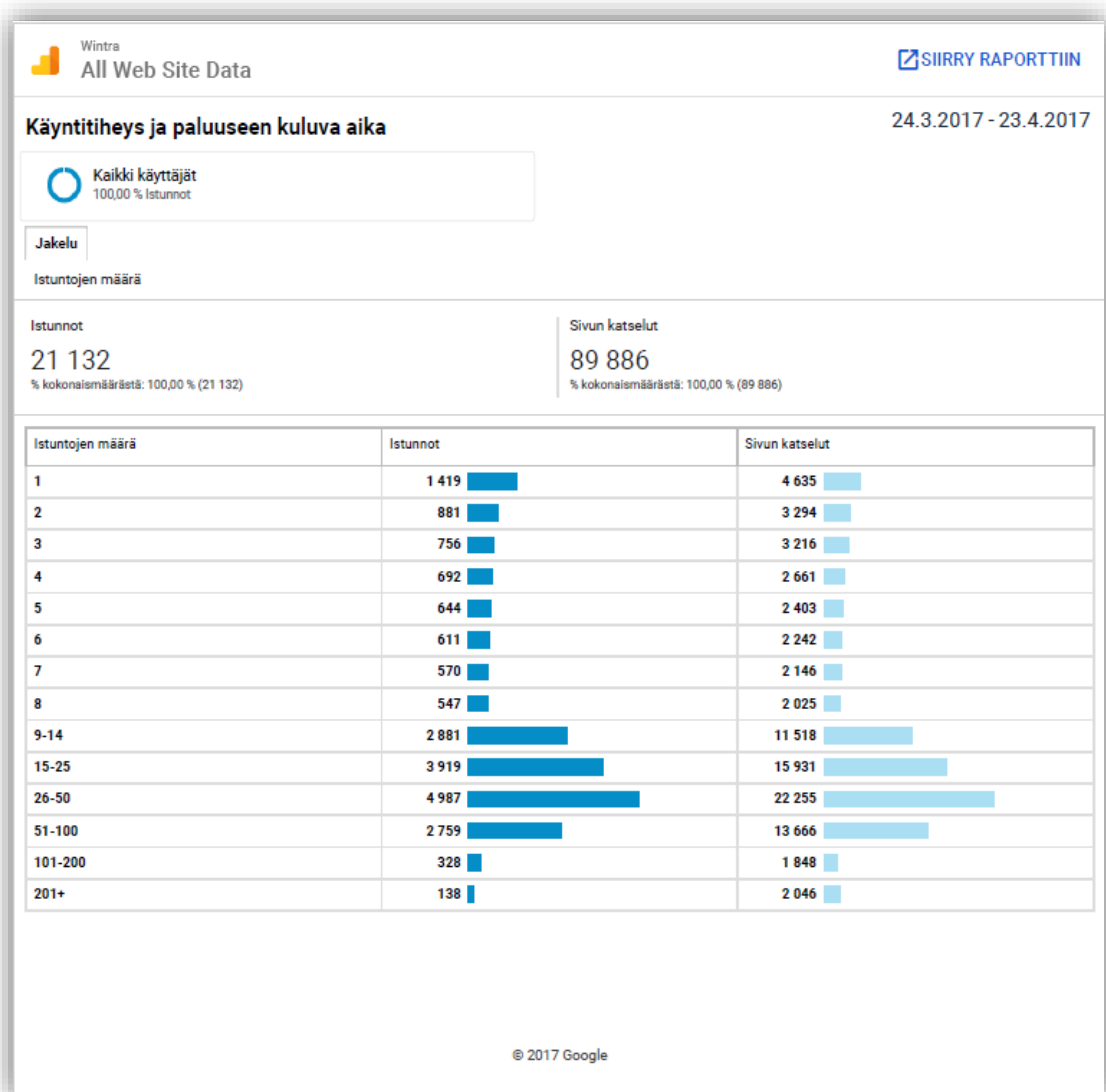 Wintra
All Web Site Data
SIIRRY RAPORTTIIN
Käyntitiheys ja paluuseen kuluva aika
24.3.2017 - 23.4.2017
Kaikki käyttäjät
100,00 % Istunnot
Jakelu
Istuntojen määrä
Istunnot
21 132
% kokonaismäärästä: 100,00 % (21 132)
Sivun katselut
89 886
% kokonaismäärästä: 100,00 % (89 886)
Istuntojen määrä Istunnot Sivun katselut
1 1 419 4 635
2 881 3 294
3 756 3 216
4 692 2 661
5 644 2 403
6 611 2 242
7 570 2 146
8 547 2 025
9-14 2 881 11 518
15-25 3 919 15 931
26-50 4 987 22 255
51-100 2 759 13 666
101-200 328 1 848
201+ 138 2 046
© 2017 Google